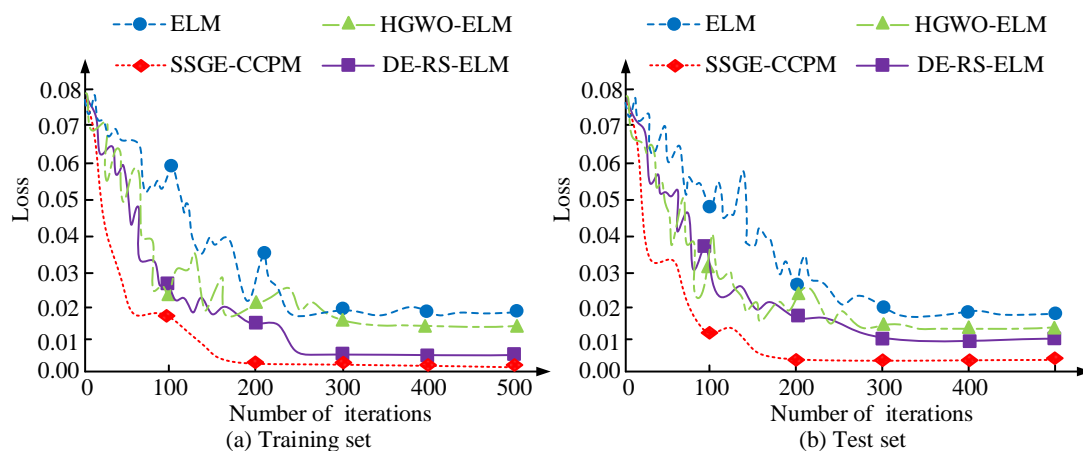 ELM
HGWO-ELM
SSGE-CCPM
DE-RS-ELM
0.08
0.07
0.06
0.05
0.04
0.03
0.02
0.01
0.00
Loss
0
100
200
300
400
500
Number of iterations
(a) Training set
ELM
HGWO-ELM
SSGE-CCPM
DE-RS-ELM
0.08
0.07
0.06
0.05
0.04
0.03
0.02
0.01
0.00
Loss
0
100
200
300
400
Number of iterations
(b) Test set